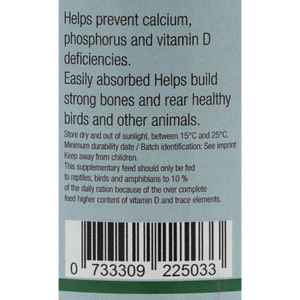 Helps prevent calcium,
phosphorus and vitamin D
deficiencies.
Easily absorbed Helps build
strong bones and rear healthy
birds and other animals.
Store dry and out of sunlight, between 15°C and 25°C.
Minimum durability date / Batch identification: See imprint
Keep away from children.
This supplementary feed should only be fed
to reptiles, birds and amphibians to 10 %
of the daily ration because of the over complete
feed higher content of vitamin D and trace elements.
0 733309 225033